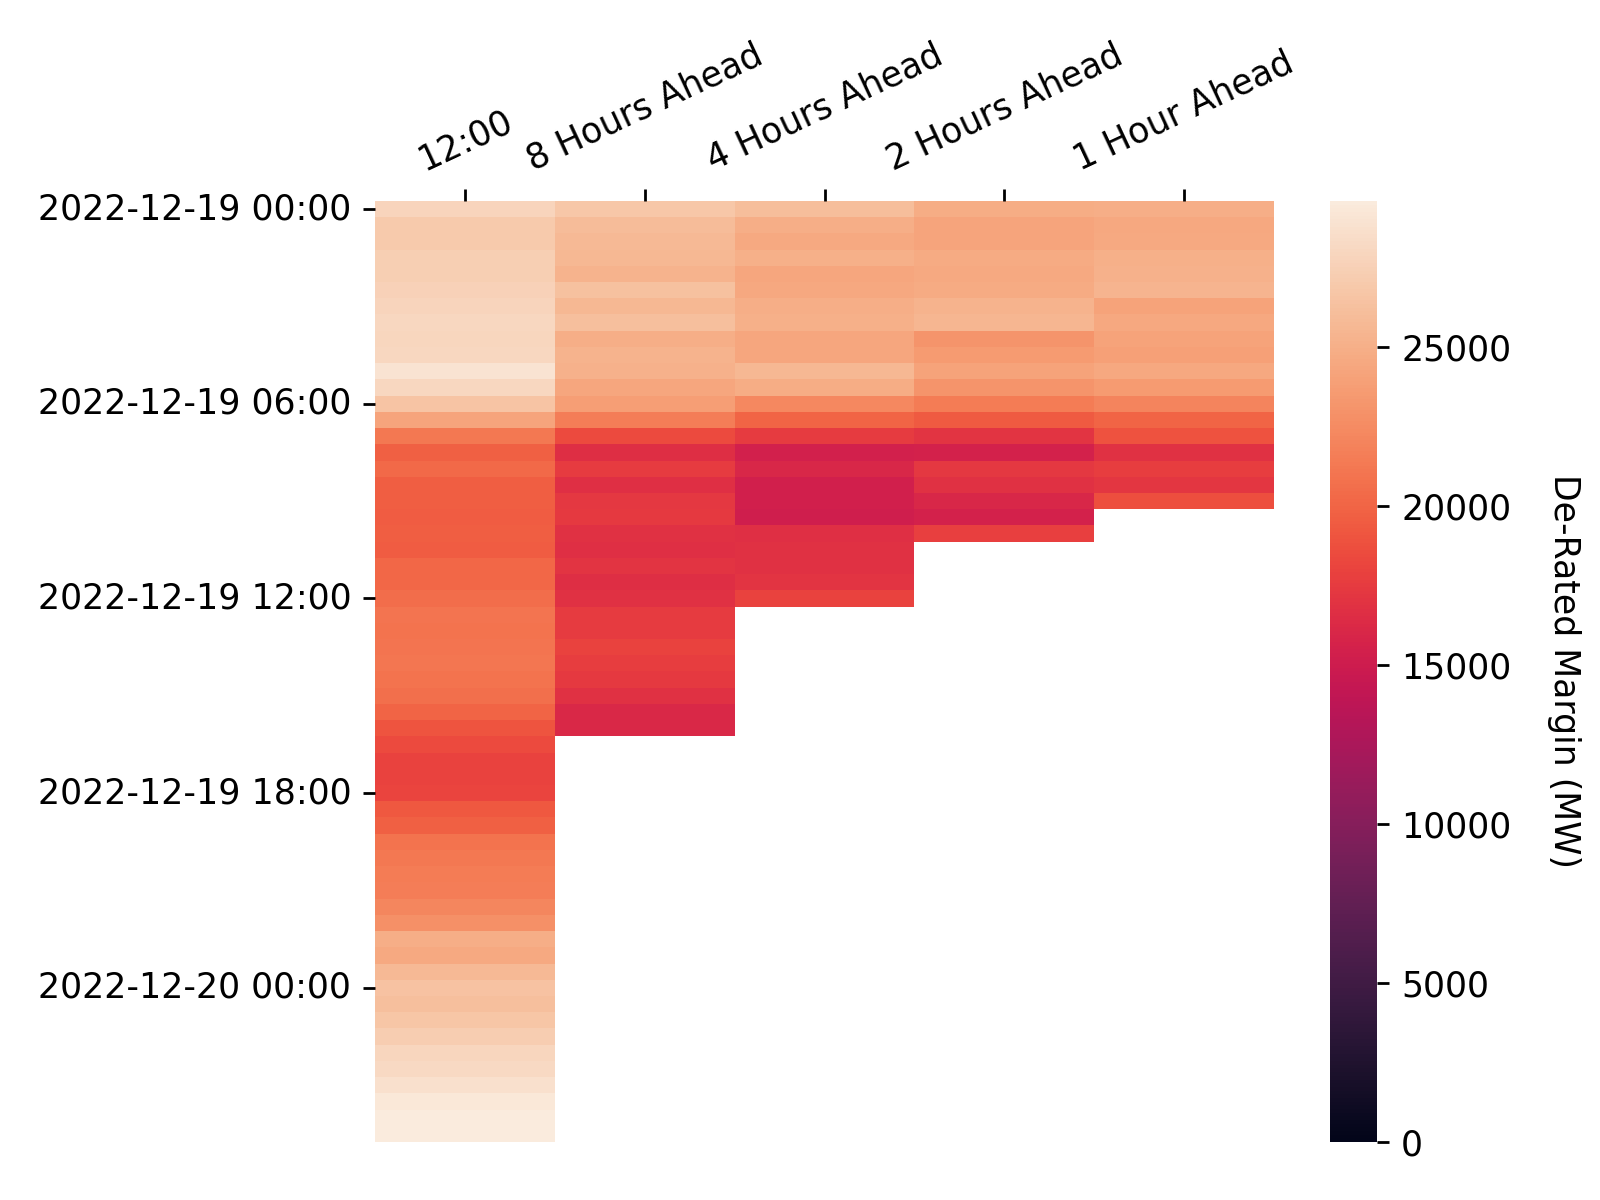 12:00
8 Hours Ahead
4 Hours Ahead
2 Hours Ahead
1 Hour Ahead
2022-12-19 00:00
2022-12-19 06:00
2022-12-19 12:00
2022-12-19 18:00
2022-12-20 00:00
25000
20000
15000
10000
5000
0
De-Rated Margin (MW)